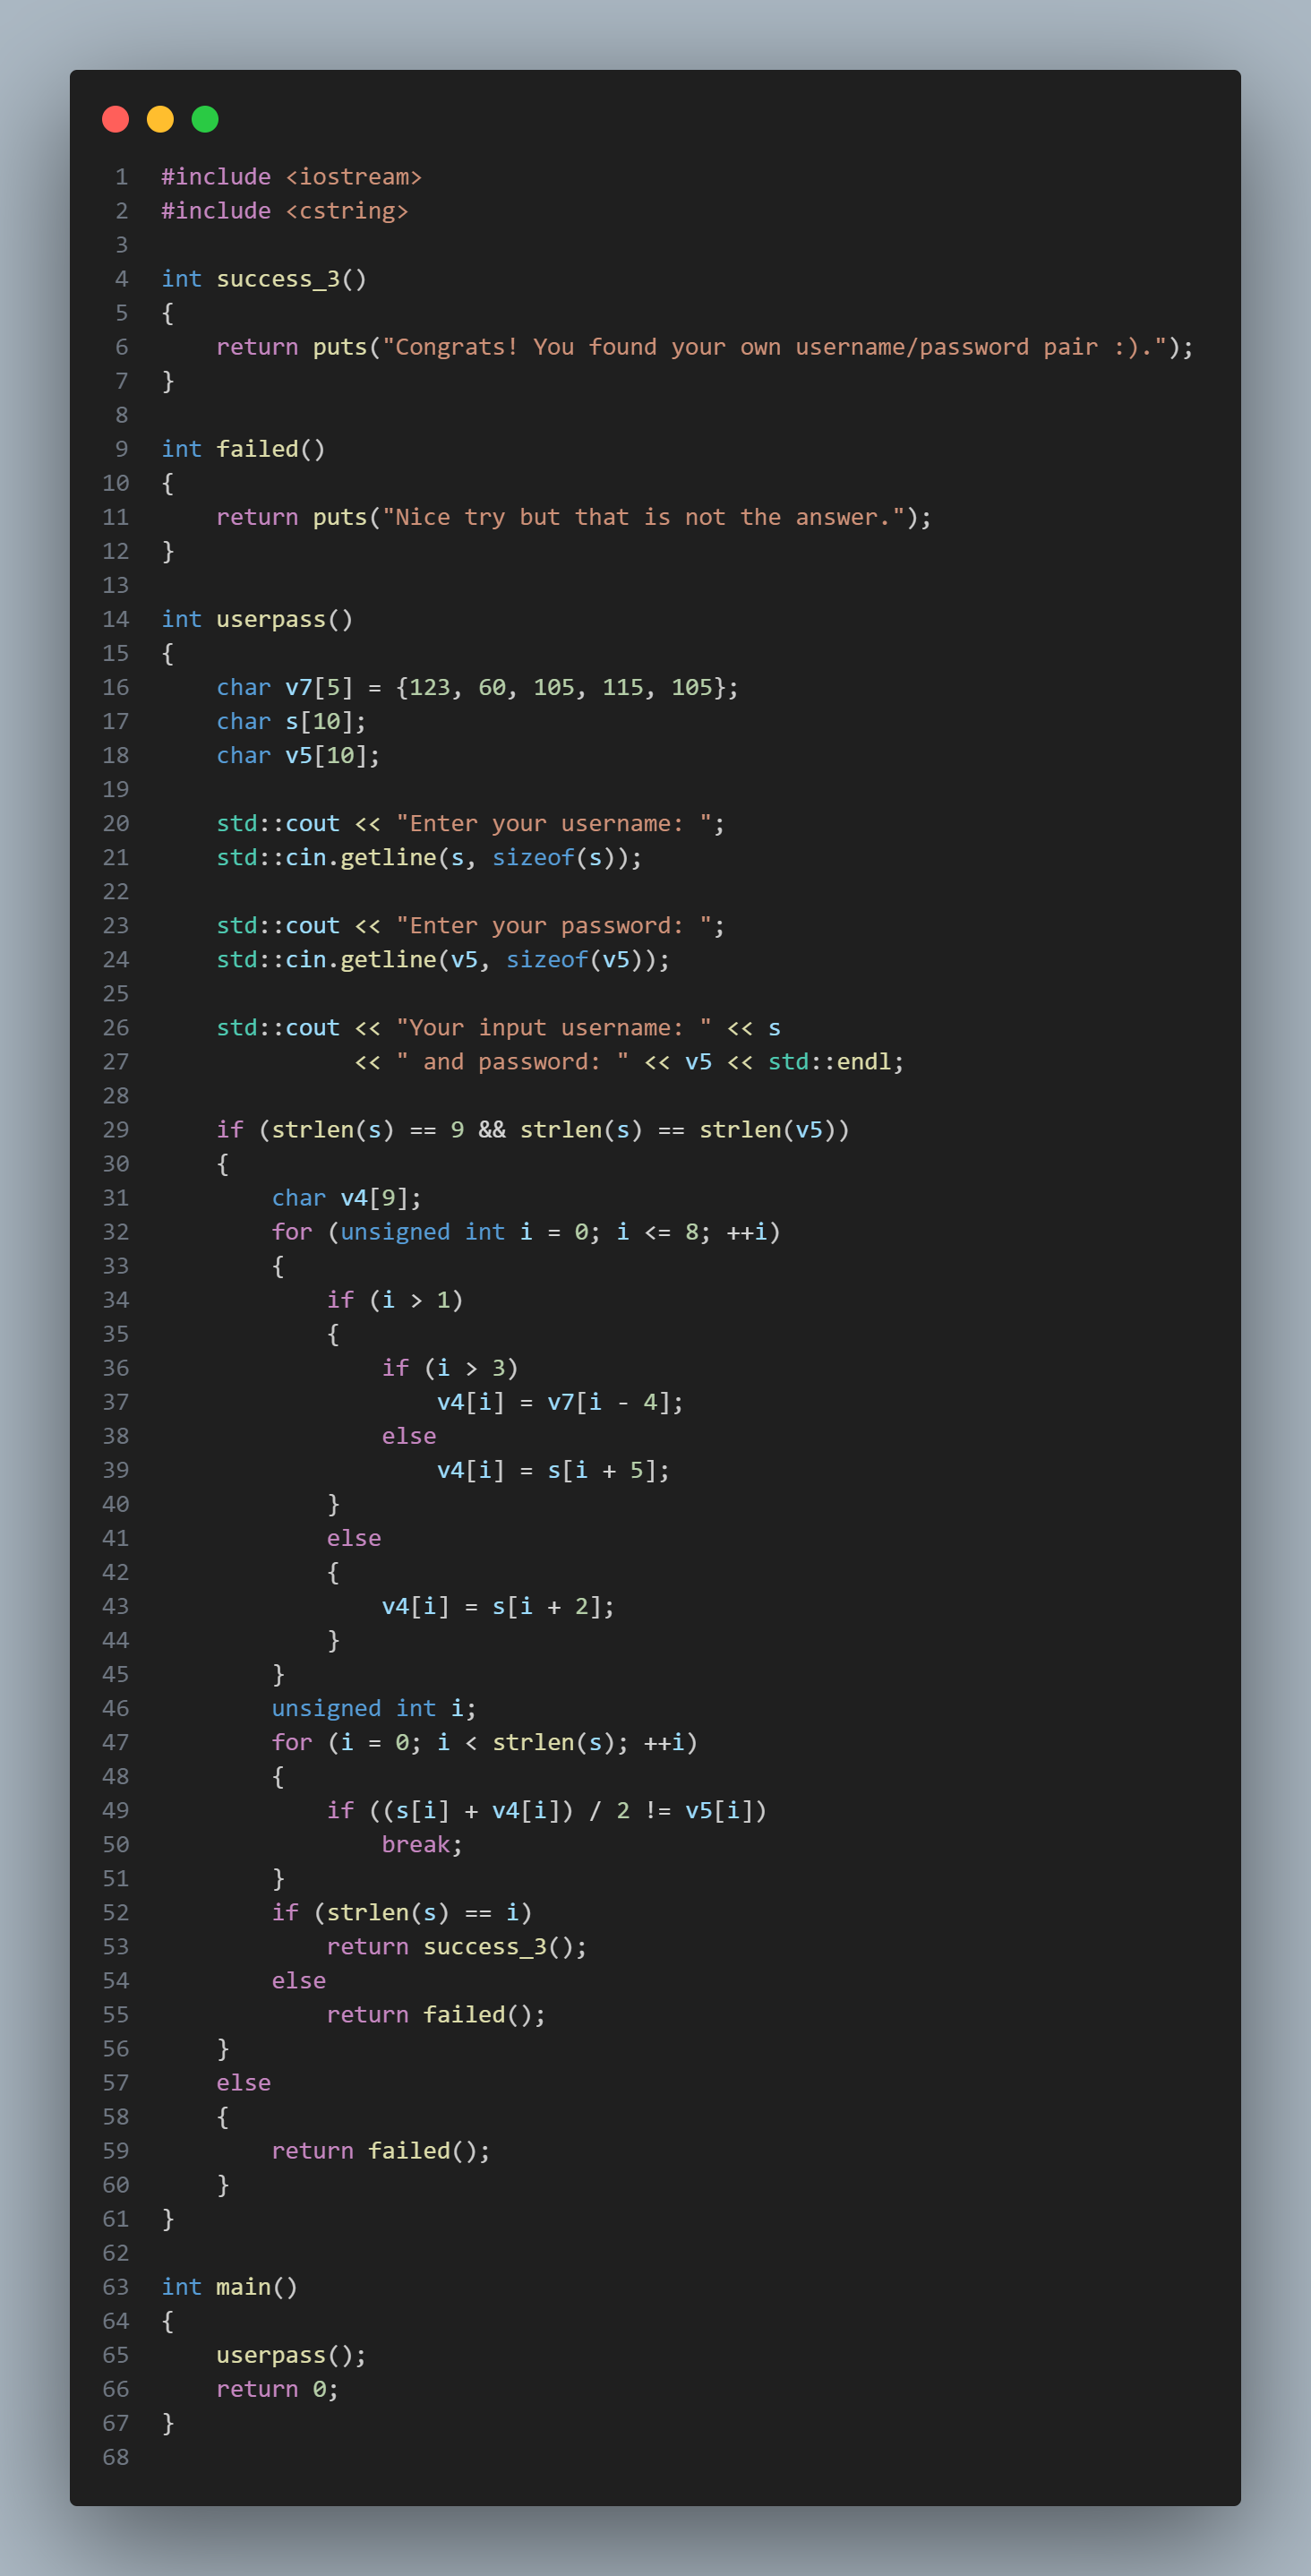 1 #include <iostream>
2 #include <cstring>
3
4 int success_3()
5 {
6     return puts("Congrats! You found your own username/password pair :).");
7 }
8
9 int failed()
10 {
11     return puts("Nice try but that is not the answer.");
12 }
13
14 int userpass()
15 {
16     char v7[5] = {123, 60, 105, 115, 105};
17     char s[10];
18     char v5[10];
19
20     std::cout << "Enter your username: ";
21     std::cin.getline(s, sizeof(s));
22
23     std::cout << "Enter your password: ";
24     std::cin.getline(v5, sizeof(v5));
25
26     std::cout << "Your input username: " << s
27               << " and password: " << v5 << std::endl;
28
29     if (strlen(s) == 9 && strlen(s) == strlen(v5))
30     {
31         char v4[9];
32         for (unsigned int i = 0; i <= 8; ++i)
33         {
34             if (i > 1)
35             {
36                 if (i > 3)
37                     v4[i] = v7[i - 4];
38                 else
39                     v4[i] = s[i + 5];
40             }
41             else
42             {
43                 v4[i] = s[i + 2];
44             }
45         }
46         unsigned int i;
47         for (i = 0; i < strlen(s); ++i)
48         {
49             if ((s[i] + v4[i]) / 2 != v5[i])
50                 break;
51         }
52         if (strlen(s) == i)
53             return success_3();
54         else
55             return failed();
56     }
57     else
58     {
59         return failed();
60     }
61 }
62
63 int main()
64 {
65     userpass();
66     return 0;
67 }
68